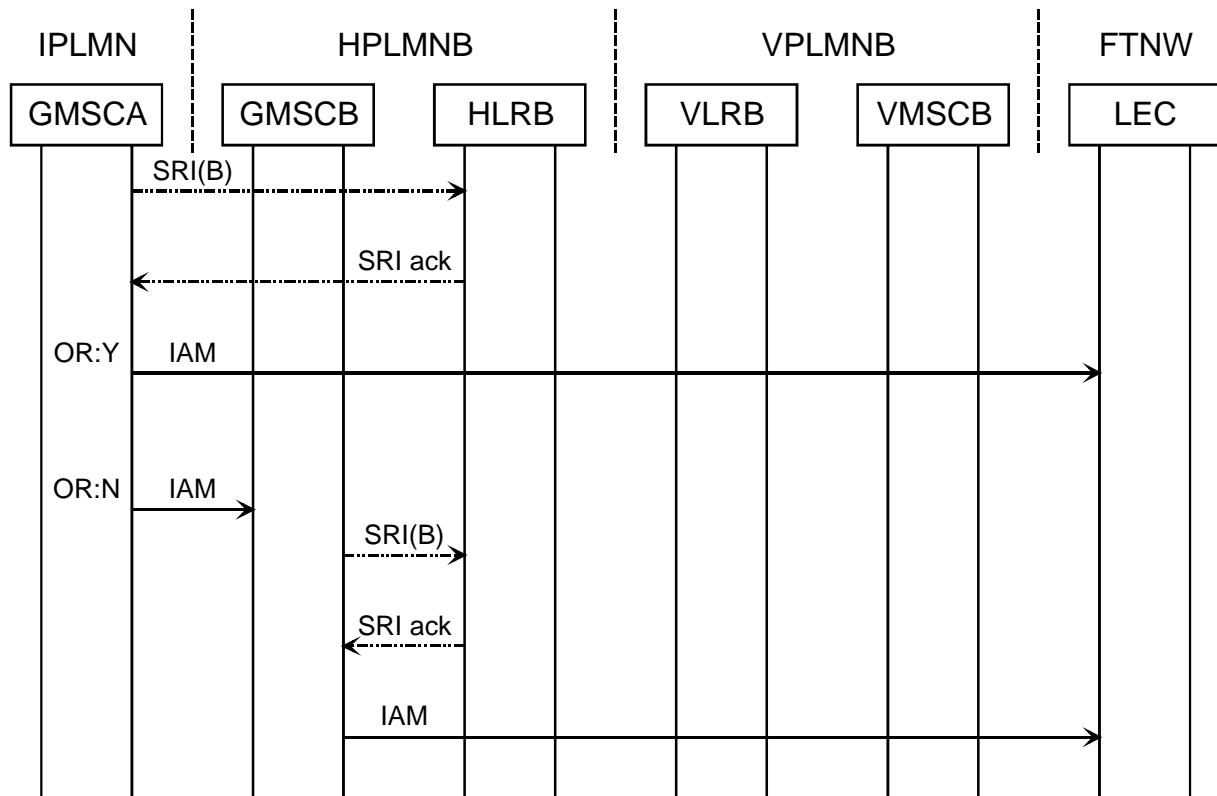 IPLMN HPLMNB VPLMNB FTNW
GMSCA GMSCB HLRB VLRB VMSCB LEC
SRI(B)
SRI ack
OR:Y IAM
OR:N IAM
SRI(B)
SRI ack
IAM